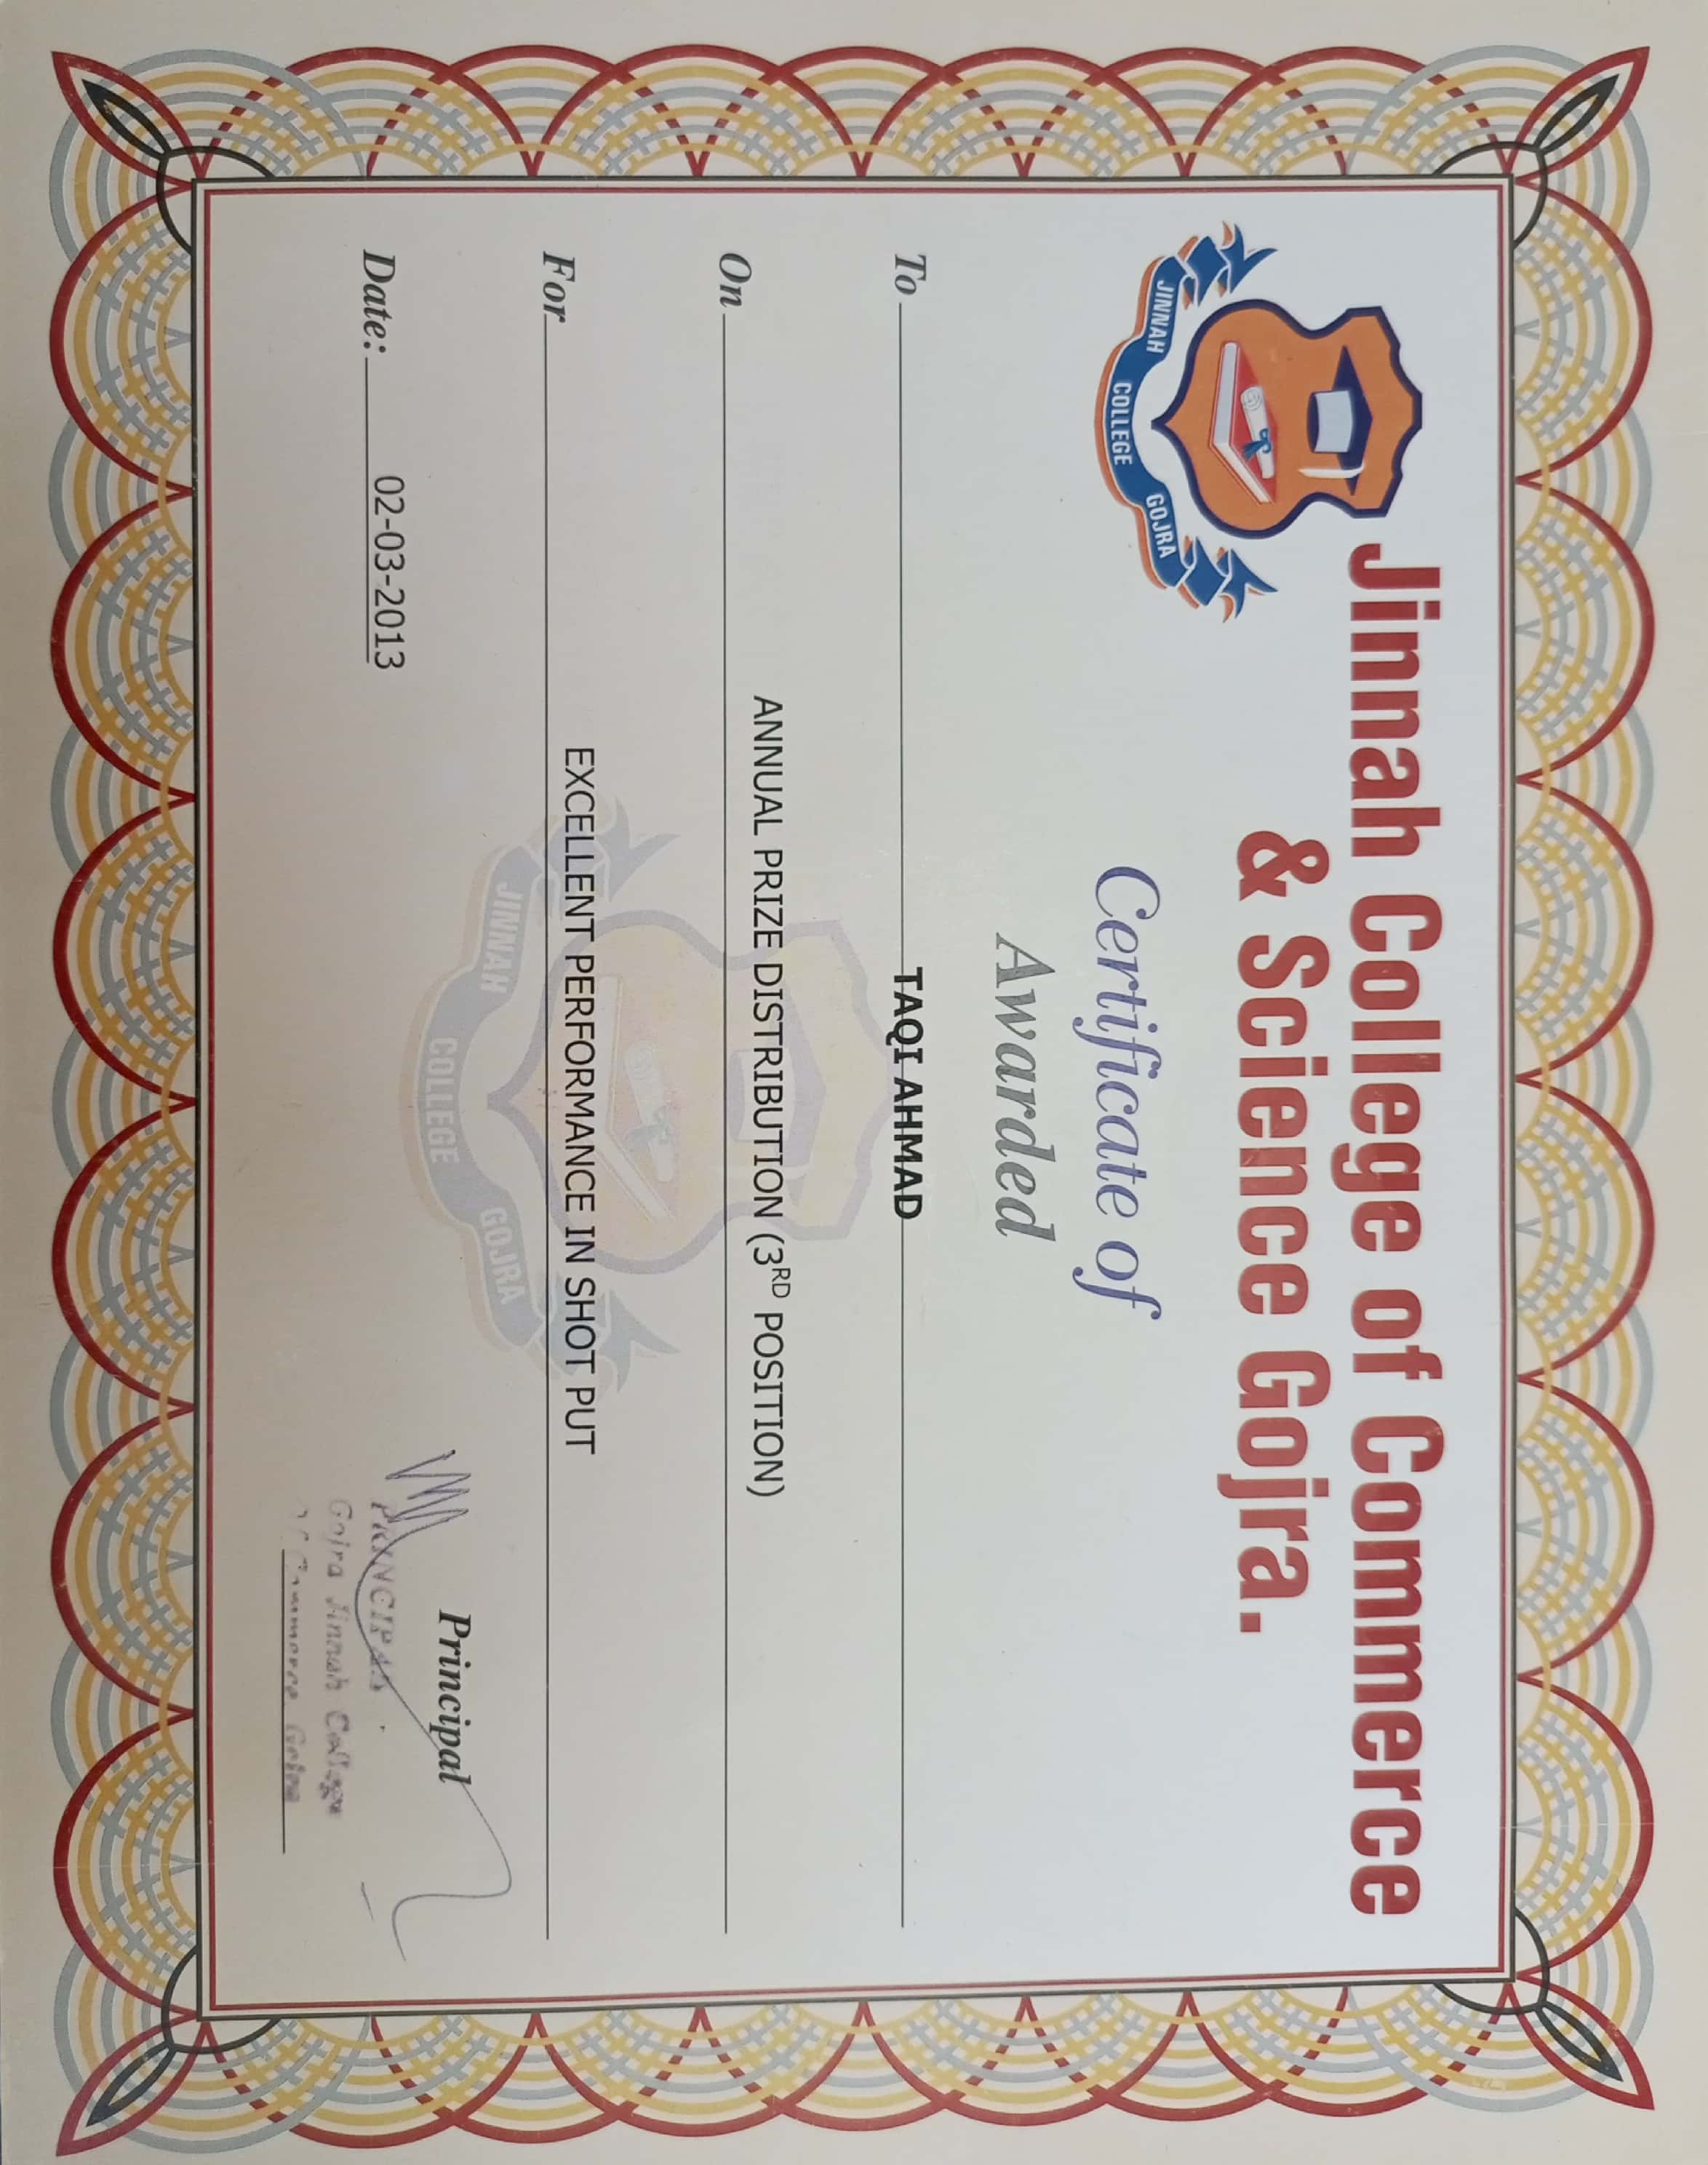 Jinnah College of Commerce
& Science Gojra.
JINNAH COLLEGE GOJRA
Certificate of
Awarded
To TAQI AHMAD
On ANNUAL PRIZE DISTRIBUTION (3RD POSITION)
For EXCELLENT PERFORMANCE IN SHOT PUT
JINNAH COLLEGE GOJRA
Date: 02-03-2013
Principal
PRINCIPAL
Gojra Jinnah College
Of Commerce, Gojra